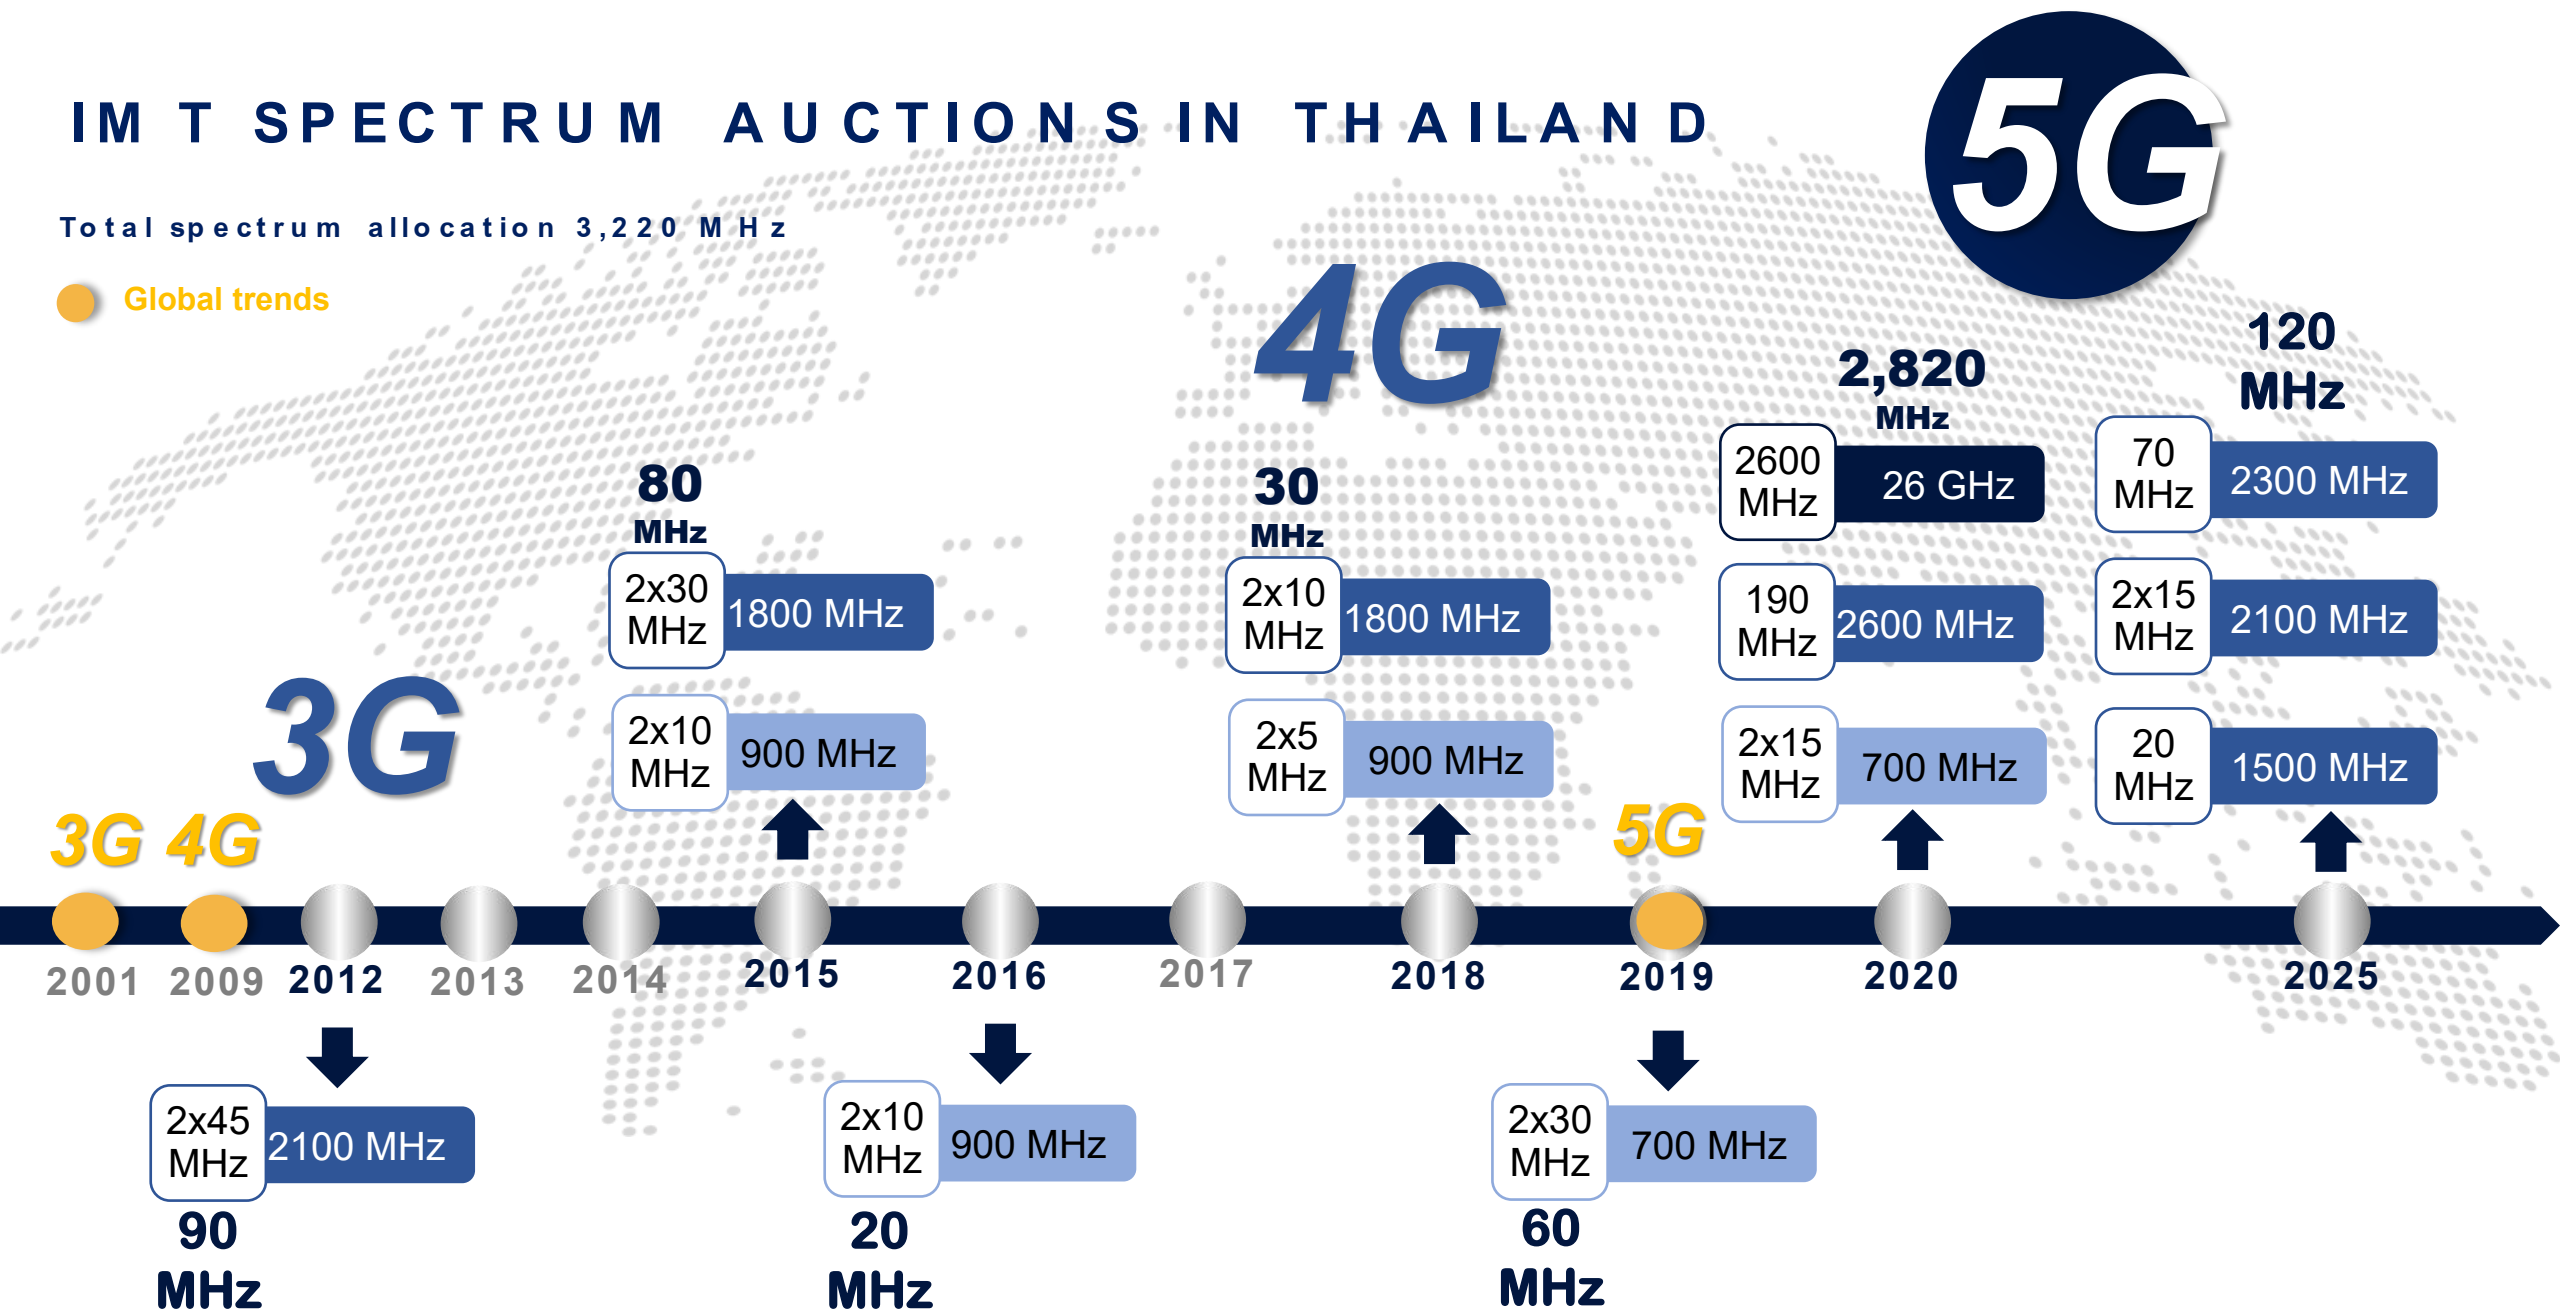 IMT SPECTRUM AUCTIONS IN THAILAND
5G
Total spectrum allocation 3,220 MHz
Global trends
4G
3G
80
MHz
2x30
MHz
1800 MHz
2x10
MHz
900 MHz
30
MHz
2x10
MHz
1800 MHz
2x5
MHz
900 MHz
2,820
MHz
2600
MHz
26 GHz
190
MHz
2600 MHz
2x15
MHz
700 MHz
120
MHz
70
MHz
2300 MHz
2x15
MHz
2100 MHz
20
MHz
1500 MHz
3G 4G
5G
2001 2009 2012 2013 2014 2015 2016 2017 2018 2019 2020 2025
2x45
MHz
2100 MHz
90
MHz
2x10
MHz
900 MHz
20
MHz
2x30
MHz
700 MHz
60
MHz